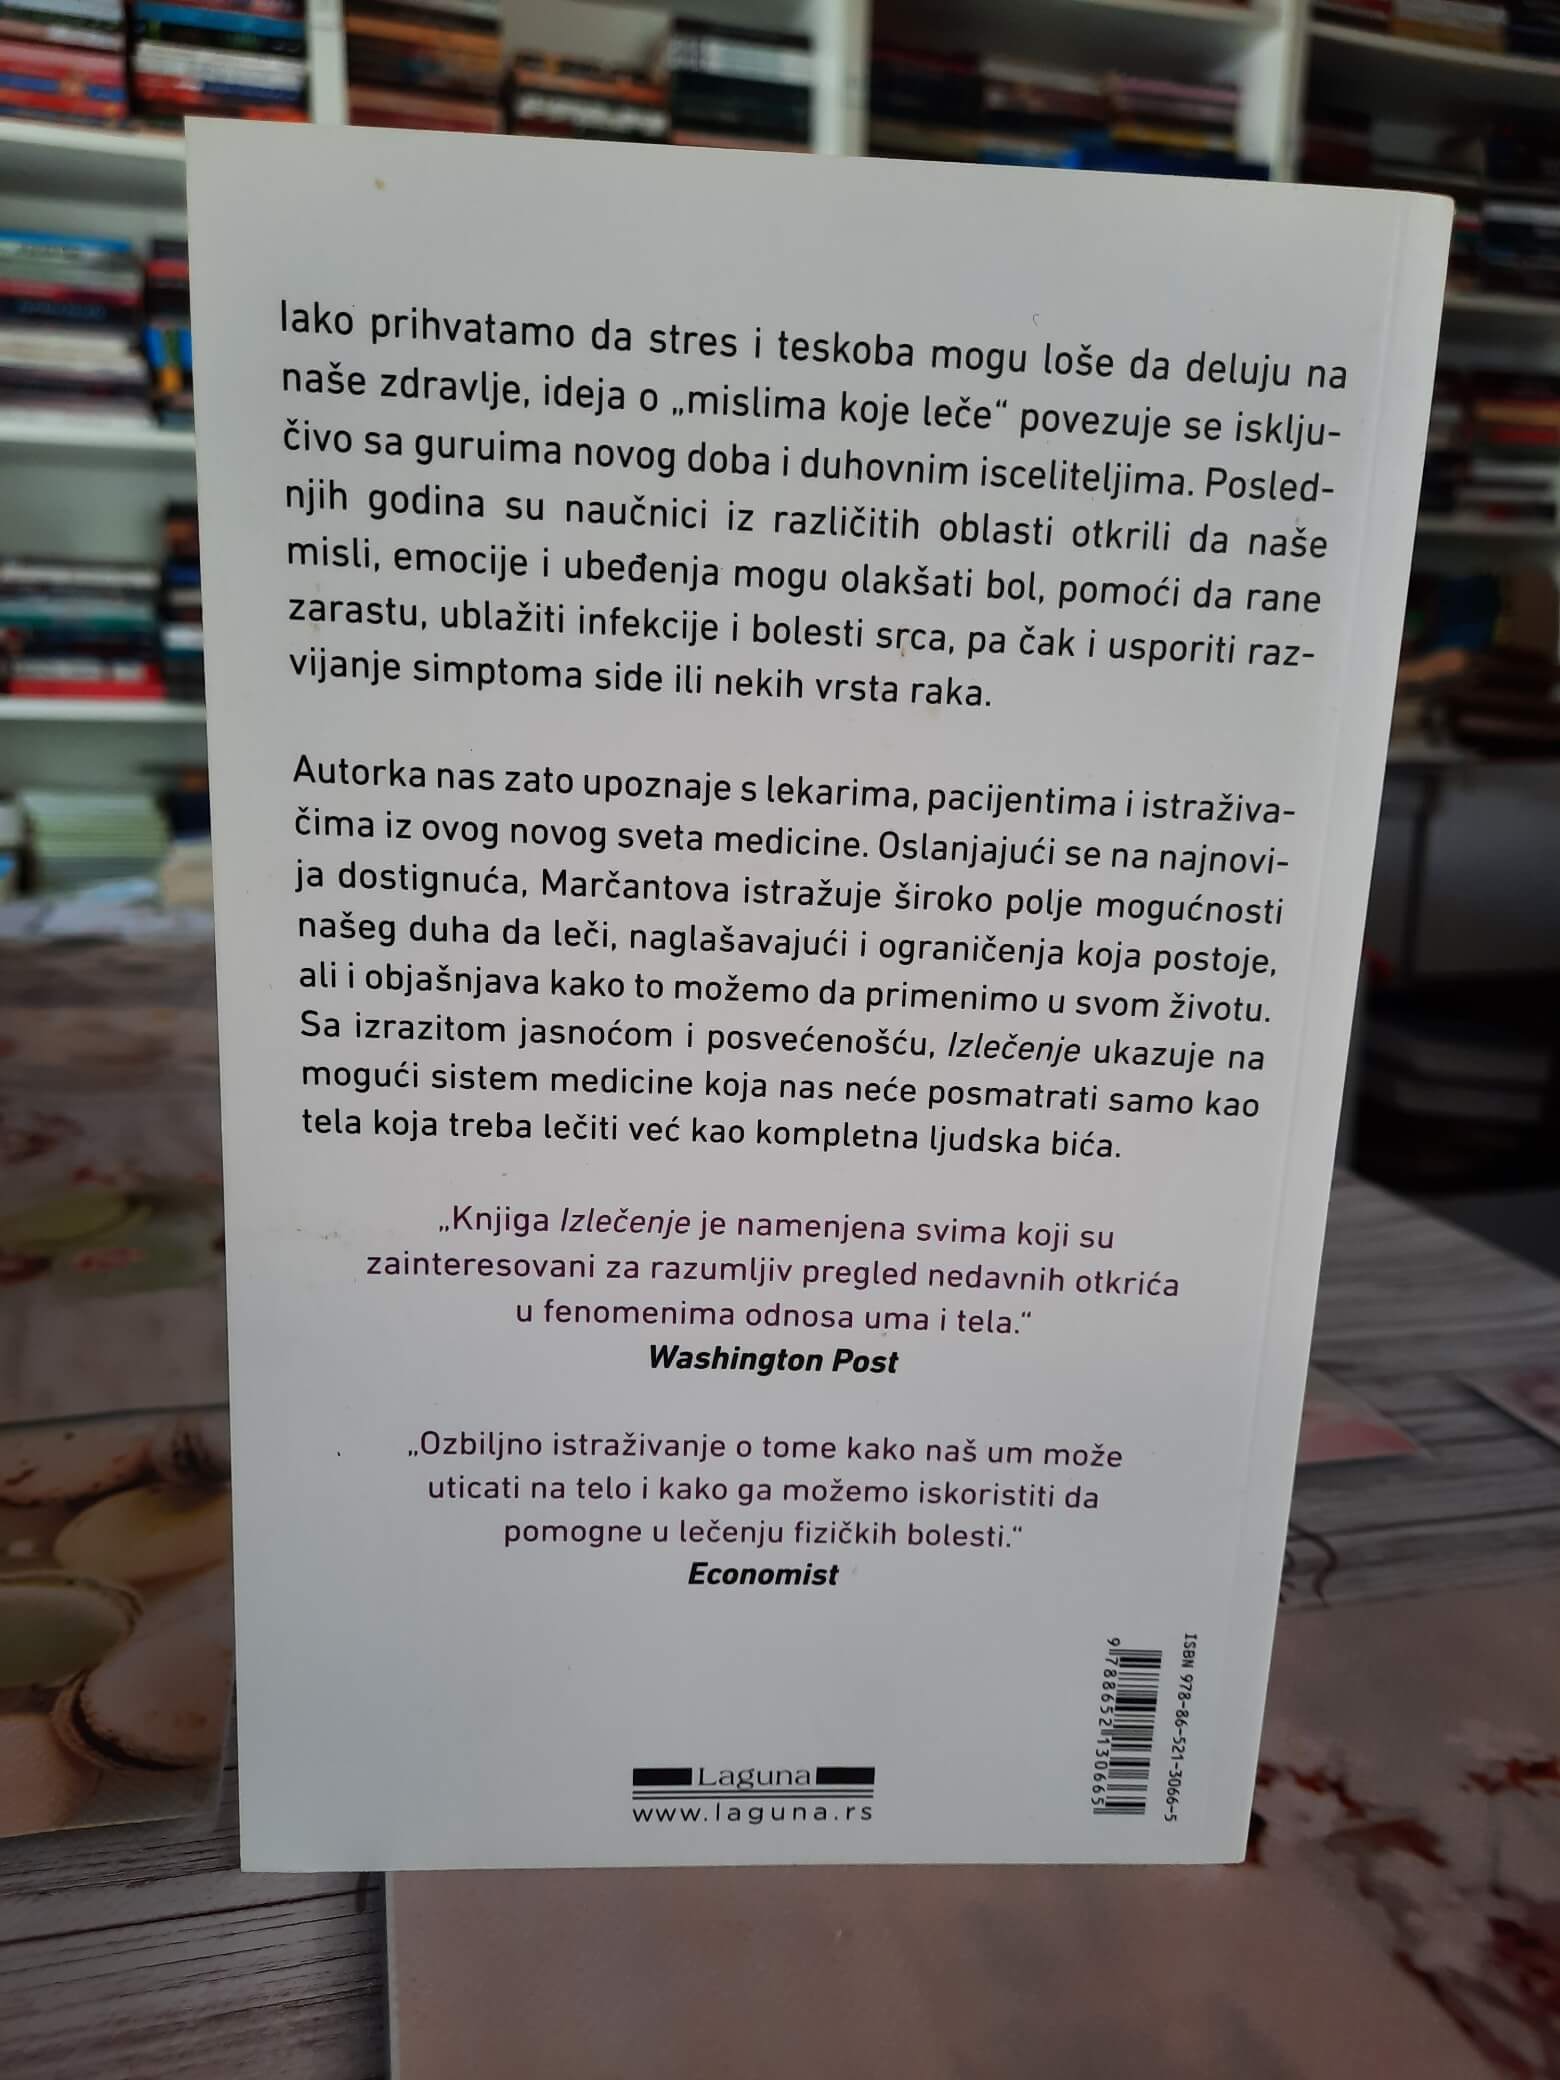 Iako prihvatamo da stres i teskoba mogu loše da deluju na
naše zdravlje, ideja o „mislima koje leče“ povezuje se isklju-
čivo sa guruima novog doba i duhovnim isceliteljima. Posled-
njih godina su naučnici iz različitih oblasti otkrili da naše
misli, emocije i ubeđenja mogu olakšati bol, pomoći da rane
zarastu, ublažiti infekcije i bolesti srca, pa čak i usporiti raz-
vijanje simptoma side ili nekih vrsta raka.
Autorka nas zato upoznaje s lekarima, pacijentima i istraživa-
čima iz ovog novog sveta medicine. Oslanjajući se na najnovi-
ja dostignuća, Marčantova istražuje široko polje mogućnosti
našeg duha da leči, naglašavajući i ograničenja koja postoje,
ali i objašnjava kako to možemo da primenimo u svom životu.
Sa izrazitom jasnoćom i posvećenošću, Izlečenje ukazuje na
mogući sistem medicine koja nas neće posmatrati samo kao
tela koja treba lečiti već kao kompletna ljudska bića.
„Knjiga Izlečenje je namenjena svima koji su
zainteresovani za razumljiv pregled nedavnih otkrića
u fenomenima odnosa uma i tela.“
Washington Post
„Ozbiljno istraživanje o tome kako naš um može
uticati na telo i kako ga možemo iskoristiti da
pomogne u lečenju fizičkih bolesti.“
Economist
ISBN 978-86-521-3066-5
9788652130665
Laguna
www.laguna.rs